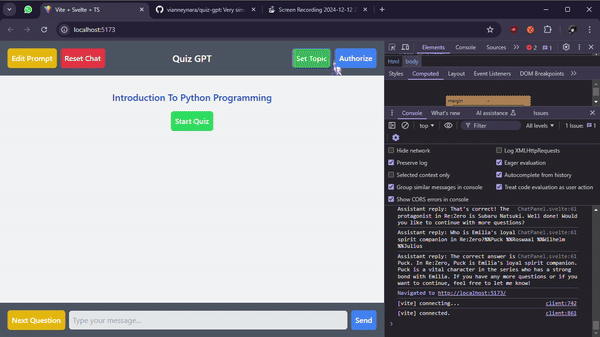 Vite + Svelte + TS
vianneynara/quiz-gpt: Very sim
Screen Recording 2024-12-12
localhost:5173
Edit Prompt
Reset Chat
Quiz GPT
Set Topic
Authorize
Introduction To Python Programming
Start Quiz
Next Question
Type your message...
Send
Elements
Console
Sources
2
1
html
body
Styles
Computed
Layout
Event Listeners
DOM Breakpoints
margin
Console
What's new
AI assistance
Issues
top
Filter
All levels
1 Issue:
1
Hide network
Log XMLHttpRequests
Preserve log
Eager evaluation
Selected context only
Autocomplete from history
Group similar messages in console
Treat code evaluation as user action
Show CORS errors in console
Assistant reply: That's correct! The ChatPanel.svelte:61
protagonist in Re:Zero is Subaru Natsuki. Well done! Would
you like to continue with more questions?
Assistant reply: Who is Emilia's loyal ChatPanel.svelte:61
spirit companion in Re:Zero?%%Puck %%Roswaal %%Wilhelm
%%Julius
Assistant reply: The correct answer is ChatPanel.svelte:61
Puck. In Re:Zero, Puck is Emilia's loyal spirit companion.
Puck is a vital character in the series who has a strong
bond with Emilia. If you have any more questions or if you
want to continue, feel free to let me know!
Navigated to http://localhost:5173/
[vite] connecting... client:742
[vite] connected. client:861